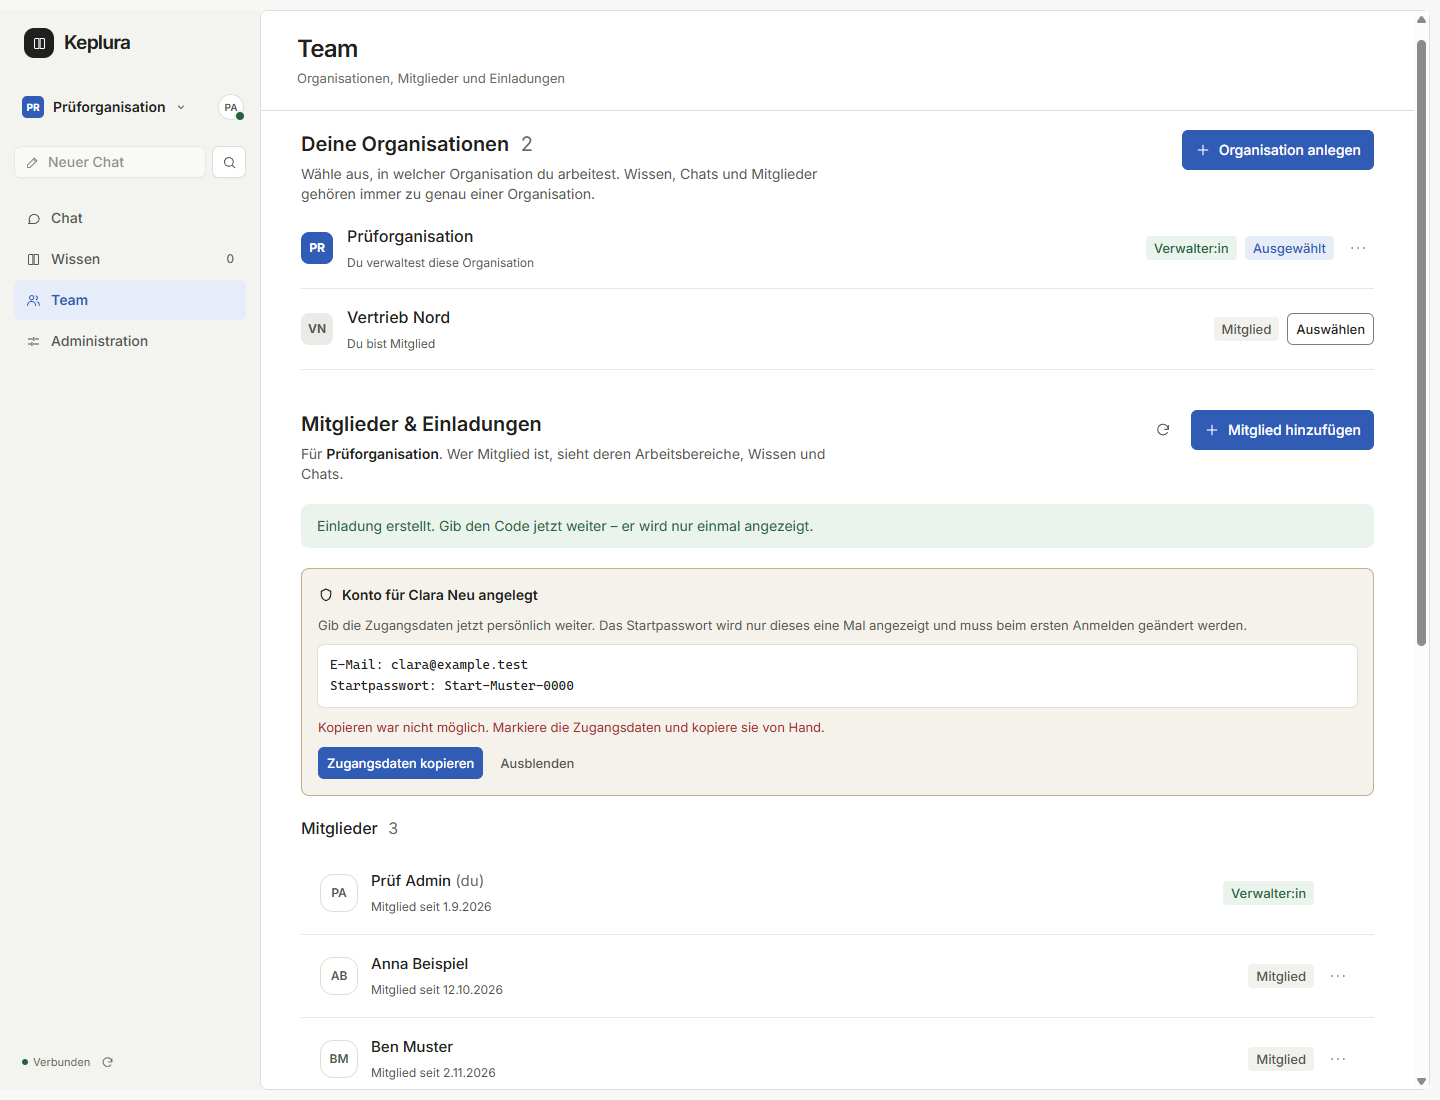 Keplura
PR Prüforganisation
PA
Neuer Chat
Chat
Wissen 0
Team
Administration
Verbunden
Team
Organisationen, Mitglieder und Einladungen
Deine Organisationen 2
Organisation anlegen
Wähle aus, in welcher Organisation du arbeitest. Wissen, Chats und Mitglieder
gehören immer zu genau einer Organisation.
PR
Prüforganisation
Du verwaltest diese Organisation
Verwalter:in Ausgewählt ···
VN
Vertrieb Nord
Du bist Mitglied
Mitglied Auswählen
Mitglieder & Einladungen
Mitglied hinzufügen
Für Prüforganisation. Wer Mitglied ist, sieht deren Arbeitsbereiche, Wissen und
Chats.
Einladung erstellt. Gib den Code jetzt weiter – er wird nur einmal angezeigt.
Konto für Clara Neu angelegt
Gib die Zugangsdaten jetzt persönlich weiter. Das Startpasswort wird nur dieses eine Mal angezeigt und muss beim ersten Anmelden geändert werden.
E-Mail: clara@example.test
Startpasswort: Start-Muster-0000
Kopieren war nicht möglich. Markiere die Zugangsdaten und kopiere sie von Hand.
Zugangsdaten kopieren Ausblenden
Mitglieder 3
PA
Prüf Admin (du)
Mitglied seit 1.9.2026
Verwalter:in
AB
Anna Beispiel
Mitglied seit 12.10.2026
Mitglied ···
BM
Ben Muster
Mitglied seit 2.11.2026
Mitglied ···